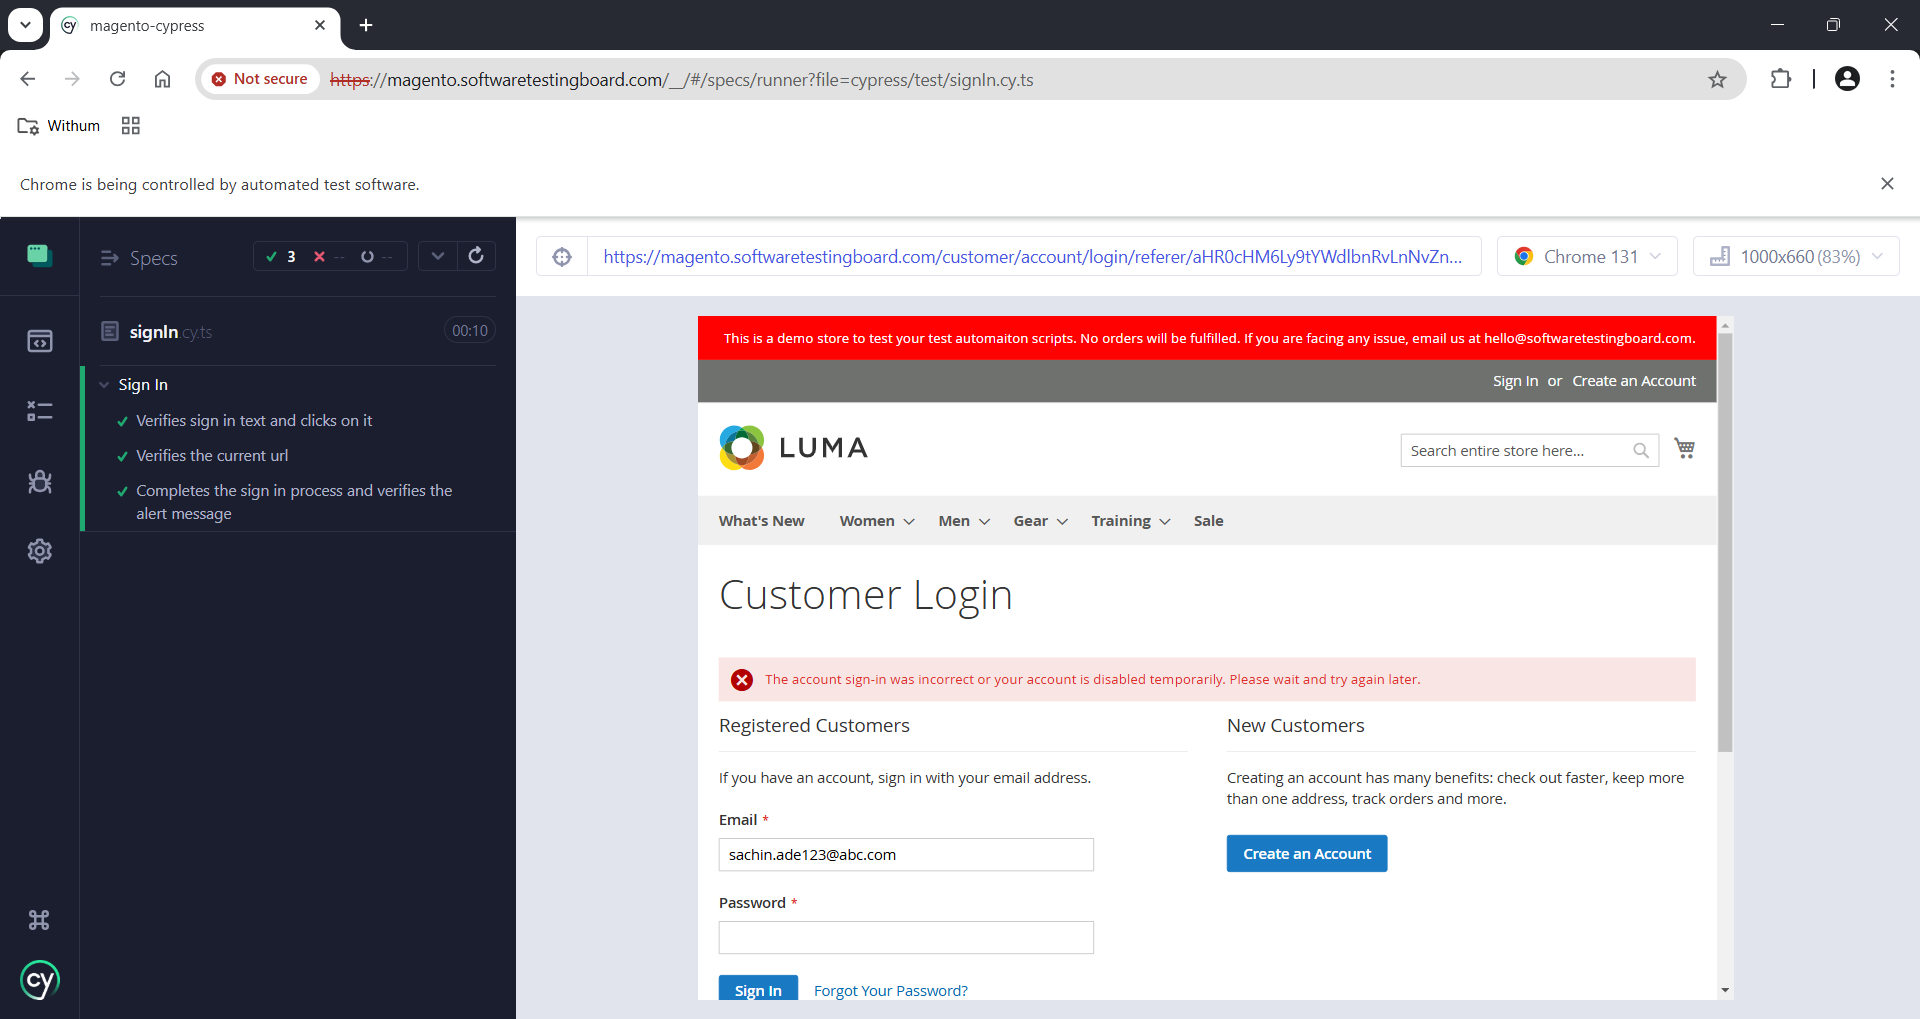 magento-cypress
Not secure https://magento.softwaretestingboard.com/__/#/specs/runner?file=cypress/test/signIn.cy.ts
Withum
Chrome is being controlled by automated test software.
Specs 3 -- --
signIn.cy.ts 00:10
Sign In
Verifies sign in text and clicks on it
Verifies the current url
Completes the sign in process and verifies the
alert message
cy
https://magento.softwaretestingboard.com/customer/account/login/referer/aHR0cHM6Ly9tYWdlbnRvLnNvZn... Chrome 131 1000x660 (83%)
This is a demo store to test your test automaiton scripts. No orders will be fulfilled. If you are facing any issue, email us at hello@softwaretestingboard.com.
Sign In or Create an Account
LUMA
Search entire store here...
What's New Women Men Gear Training Sale
Customer Login
The account sign-in was incorrect or your account is disabled temporarily. Please wait and try again later.
Registered Customers
If you have an account, sign in with your email address.
Email *
sachin.ade123@abc.com
Password *
Sign In Forgot Your Password?
New Customers
Creating an account has many benefits: check out faster, keep more
than one address, track orders and more.
Create an Account